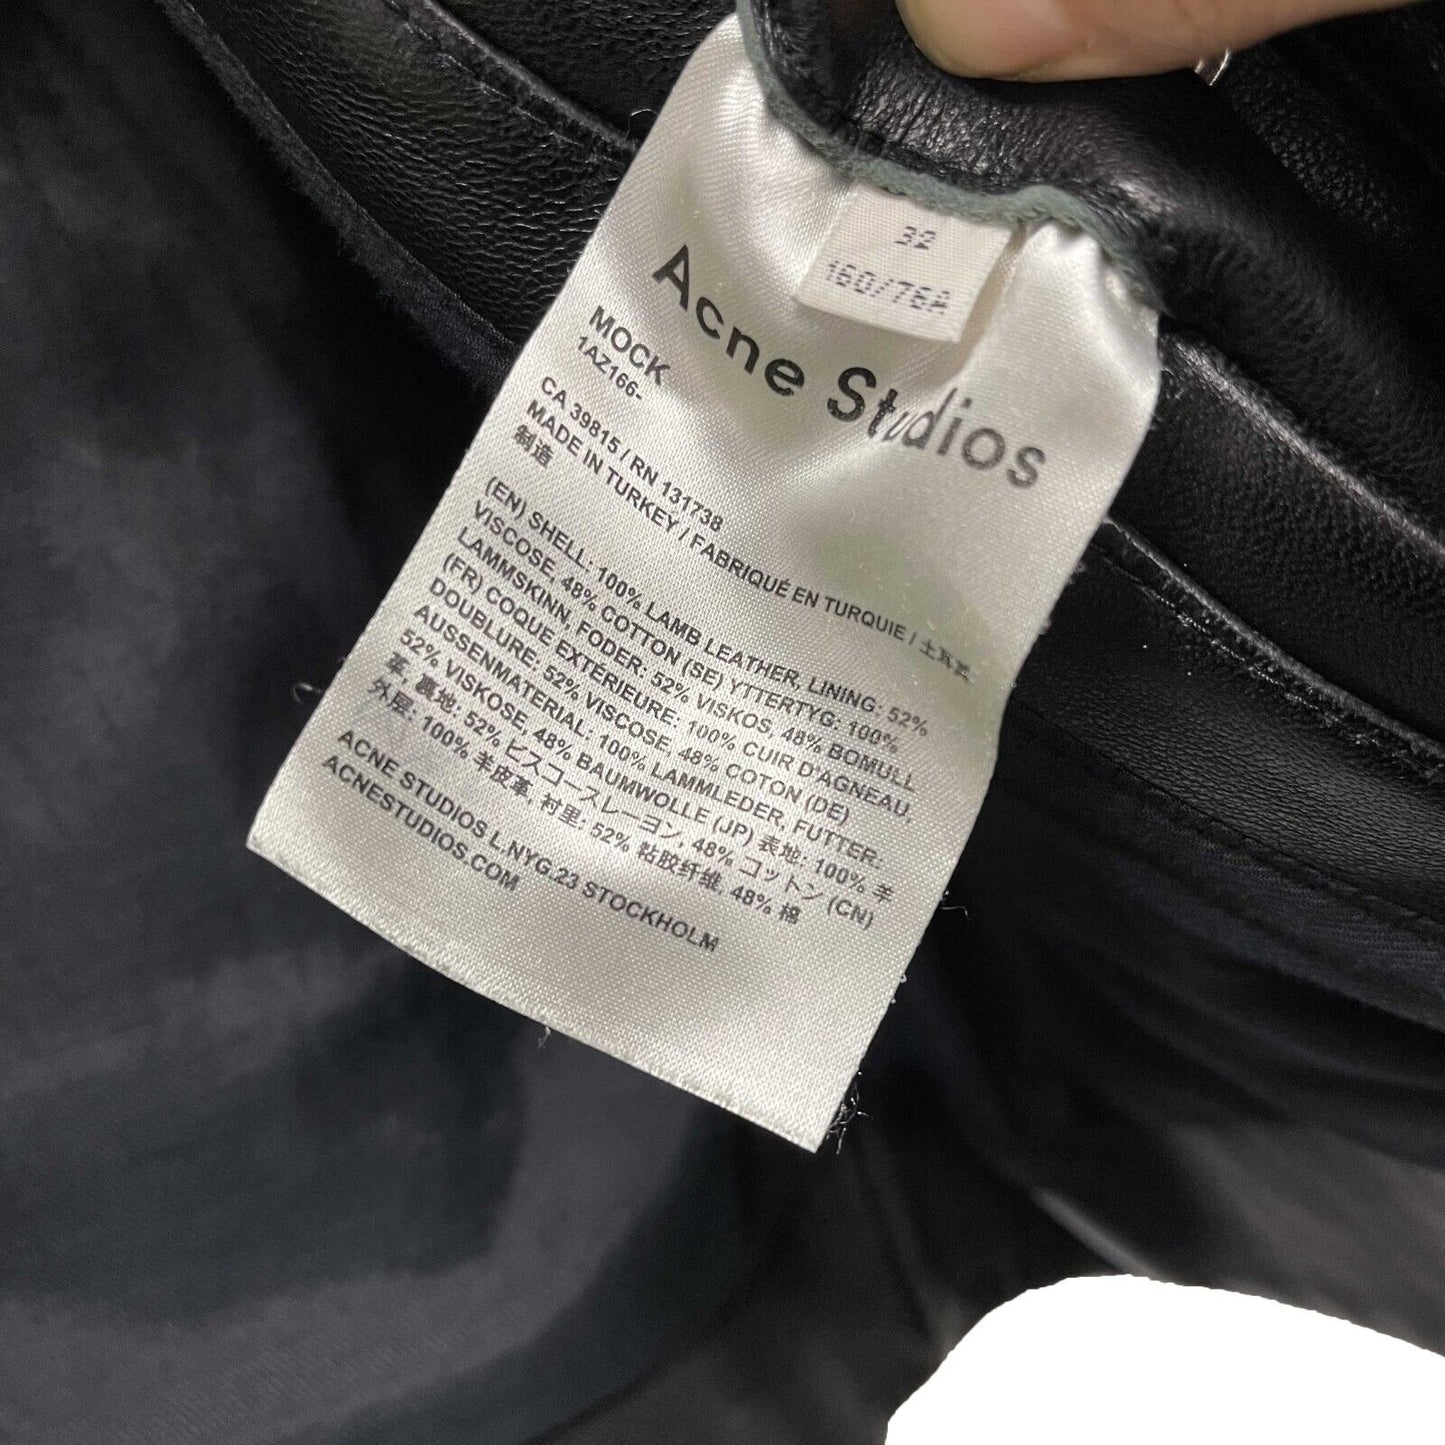 32
160/76A
Acne Studios
MOCK
1AZ166-
CA 39815 / RN 131738
MADE IN TURKEY / FABRIQUÉ EN TURQUIE / 土耳其
制造
(EN) SHELL: 100% LAMB LEATHER, LINING: 52%
VISCOSE, 48% COTTON (SE) YTTERTYG: 100%
LAMMSKINN, FODER: 52% VISKOS, 48% BOMULL
(FR) COQUE EXTÉRIEURE: 100% CUIR D'AGNEAU,
DOUBLURE: 52% VISCOSE, 48% COTON (DE)
AUSSENMATERIAL: 100% LAMMLEDER, FUTTER:
52% VISKOSE, 48% BAUMWOLLE (JP) 表地: 100% 羊
革, 裏地: 52% ビスコースレーヨン, 48% コットン (CN)
外层: 100% 羊皮革, 衬里: 52% 粘胶纤维, 48% 棉
ACNE STUDIOS L.NYG.23 STOCKHOLM
ACNESTUDIOS.COM